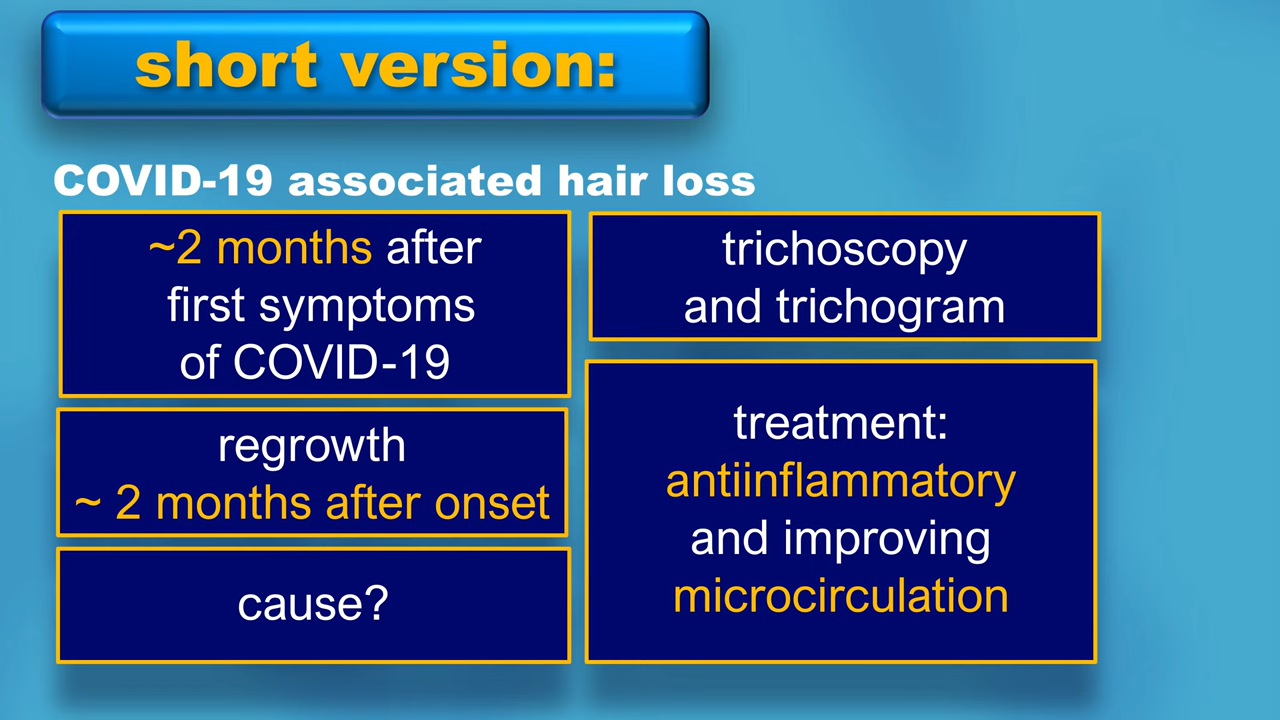 short version:
COVID-19 associated hair loss
~2 months after
first symptoms
of COVID-19
regrowth
~ 2 months after onset
cause?
trichoscopy
and trichogram
treatment:
antiinflammatory
and improving
microcirculation